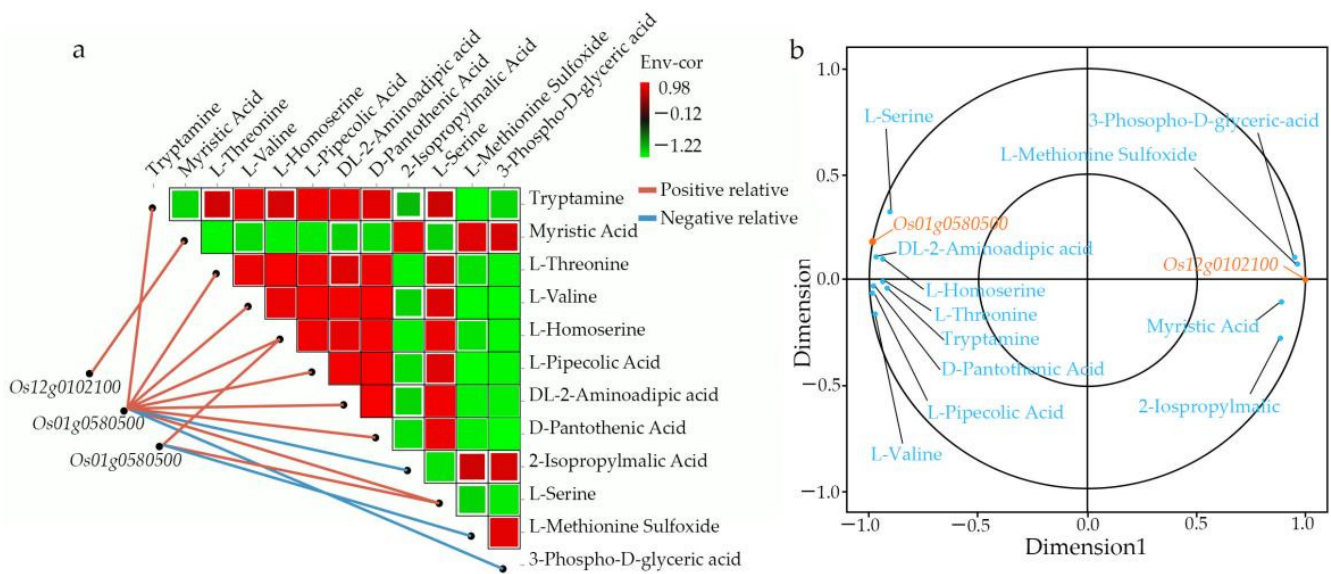 a
Tryptamine
Myristic Acid
L-Threonine
L-Valine
L-Homoserine
L-Pipecolic Acid
DL-2-Aminoadipic acid
D-Pantothenic Acid
2-Isopropylmalic Acid
L-Serine
L-Methionine Sulfoxide
3-Phospho-D-glyceric acid
Env-cor
0.98
−0.12
−1.22
Positive relative
Negative relative
Tryptamine
Myristic Acid
L-Threonine
L-Valine
L-Homoserine
L-Pipecolic Acid
DL-2-Aminoadipic acid
D-Pantothenic Acid
2-Isopropylmalic Acid
L-Serine
L-Methionine Sulfoxide
3-Phospho-D-glyceric acid
Os12g0102100
Os01g0580500
Os01g0580500
b
1.0
0.5
0.0
−0.5
−1.0
Dimension
L-Serine
3-Phosopho-D-glyceric-acid
L-Methionine Sulfoxide
Os01g0580500
DL-2-Aminoadipic acid
Os12g0102100
L-Homoserine
L-Threonine
Tryptamine
Myristic Acid
D-Pantothenic Acid
L-Pipecolic Acid
2-Iospropylmalic
L-Valine
−1.0
−0.5
0.0
0.5
1.0
Dimension1